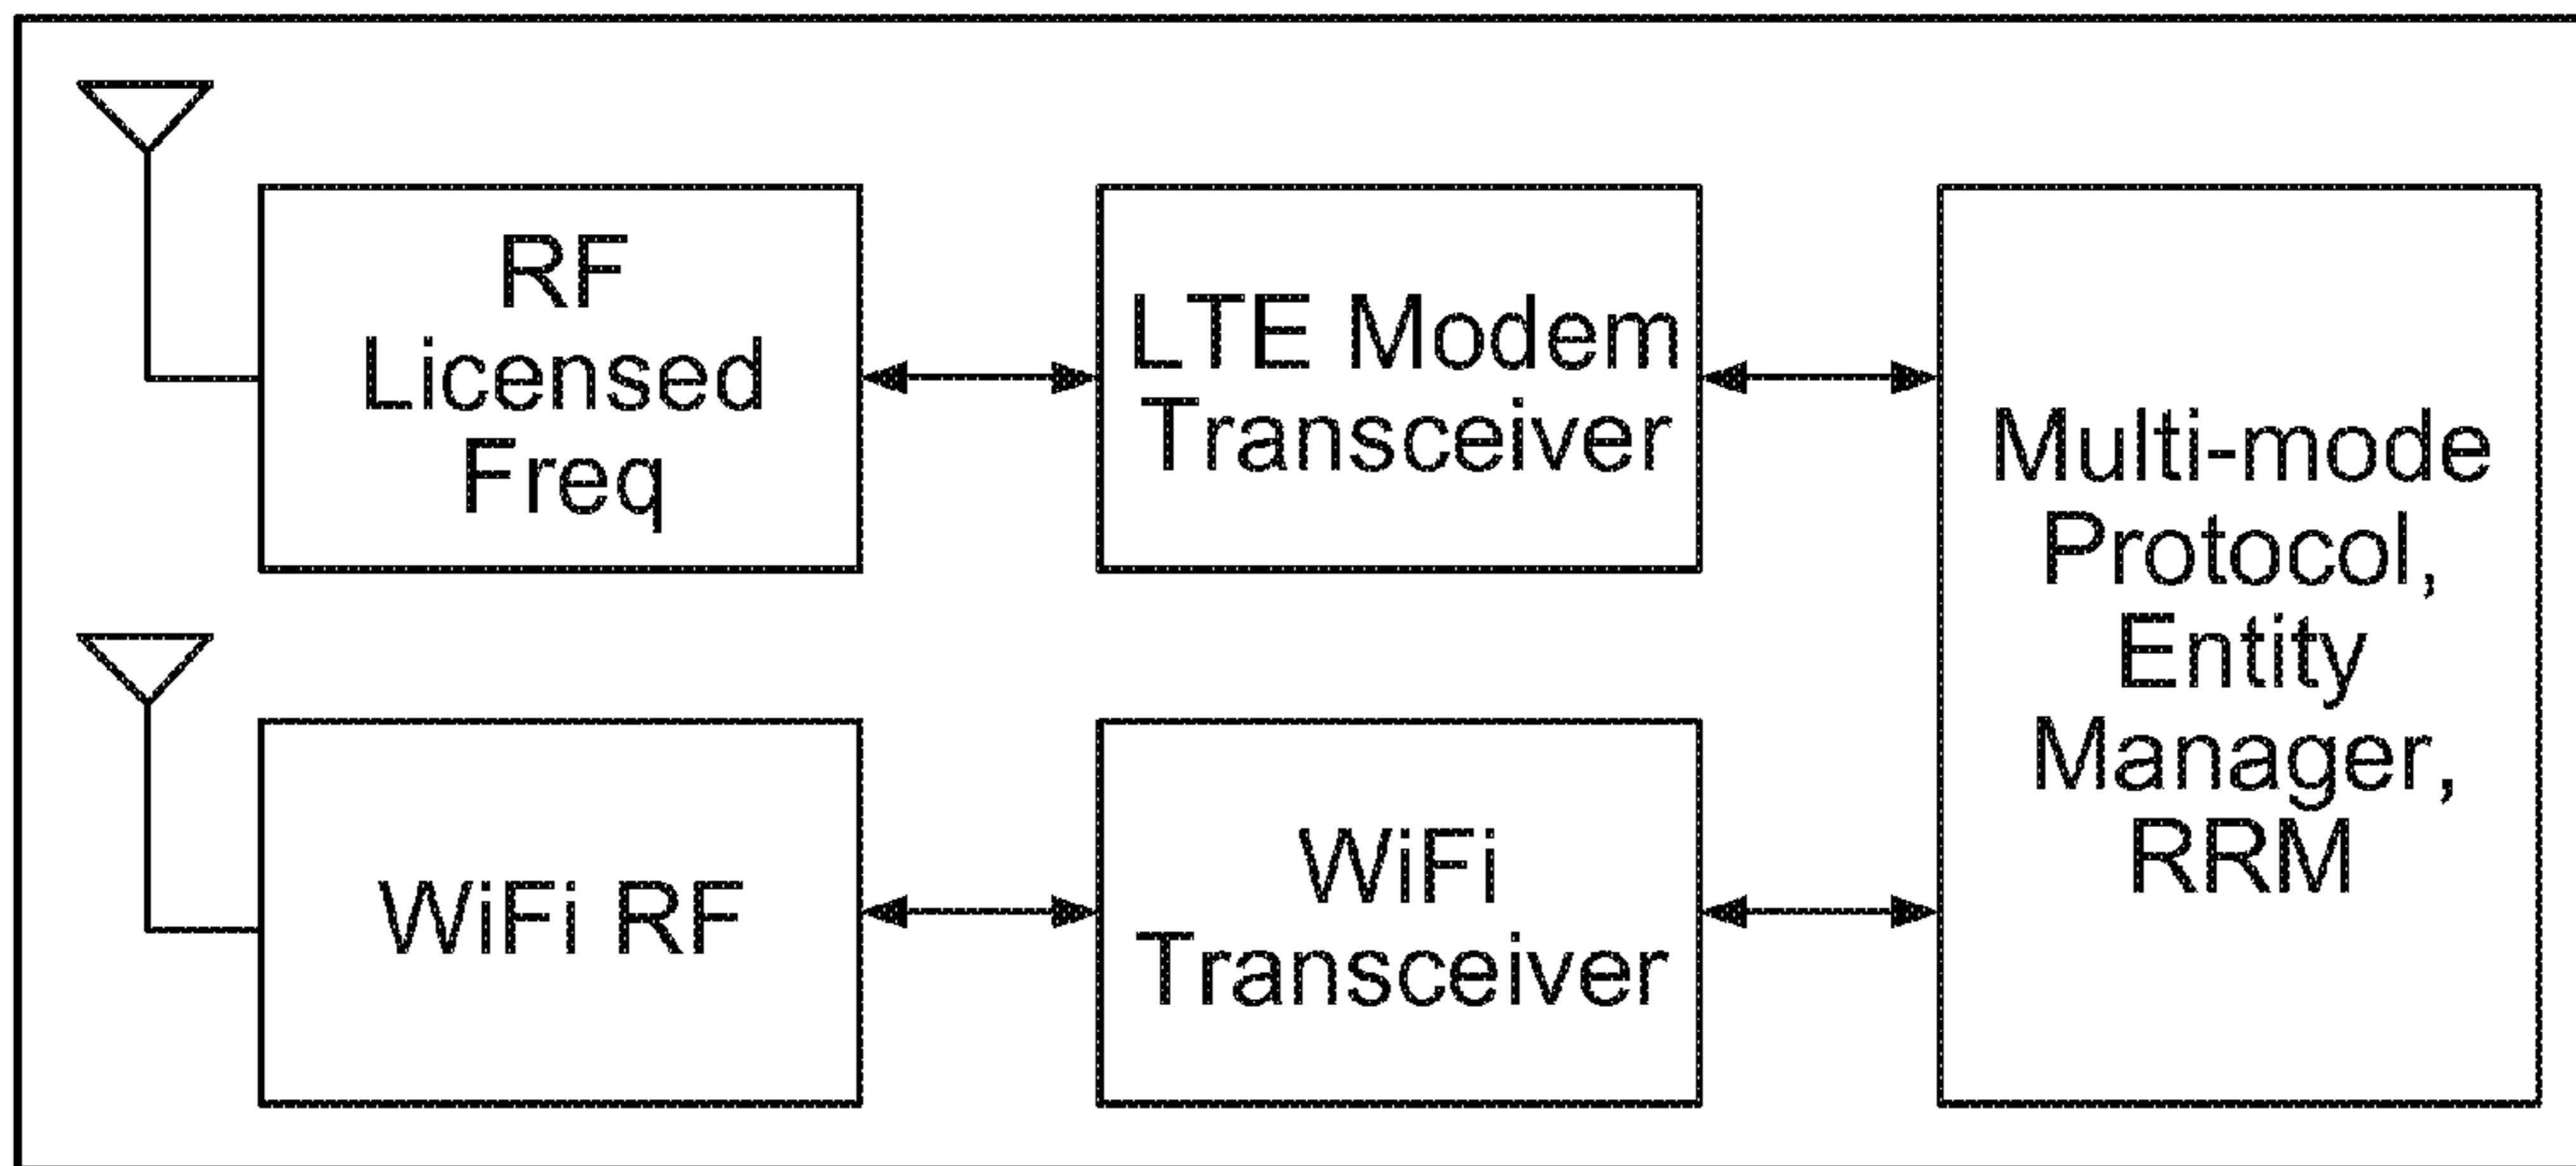 RF
Licensed
Freq
LTE Modem
Transceiver
Multi-mode
Protocol,
Entity
Manager,
RRM
WiFi RF
WiFi
Transceiver